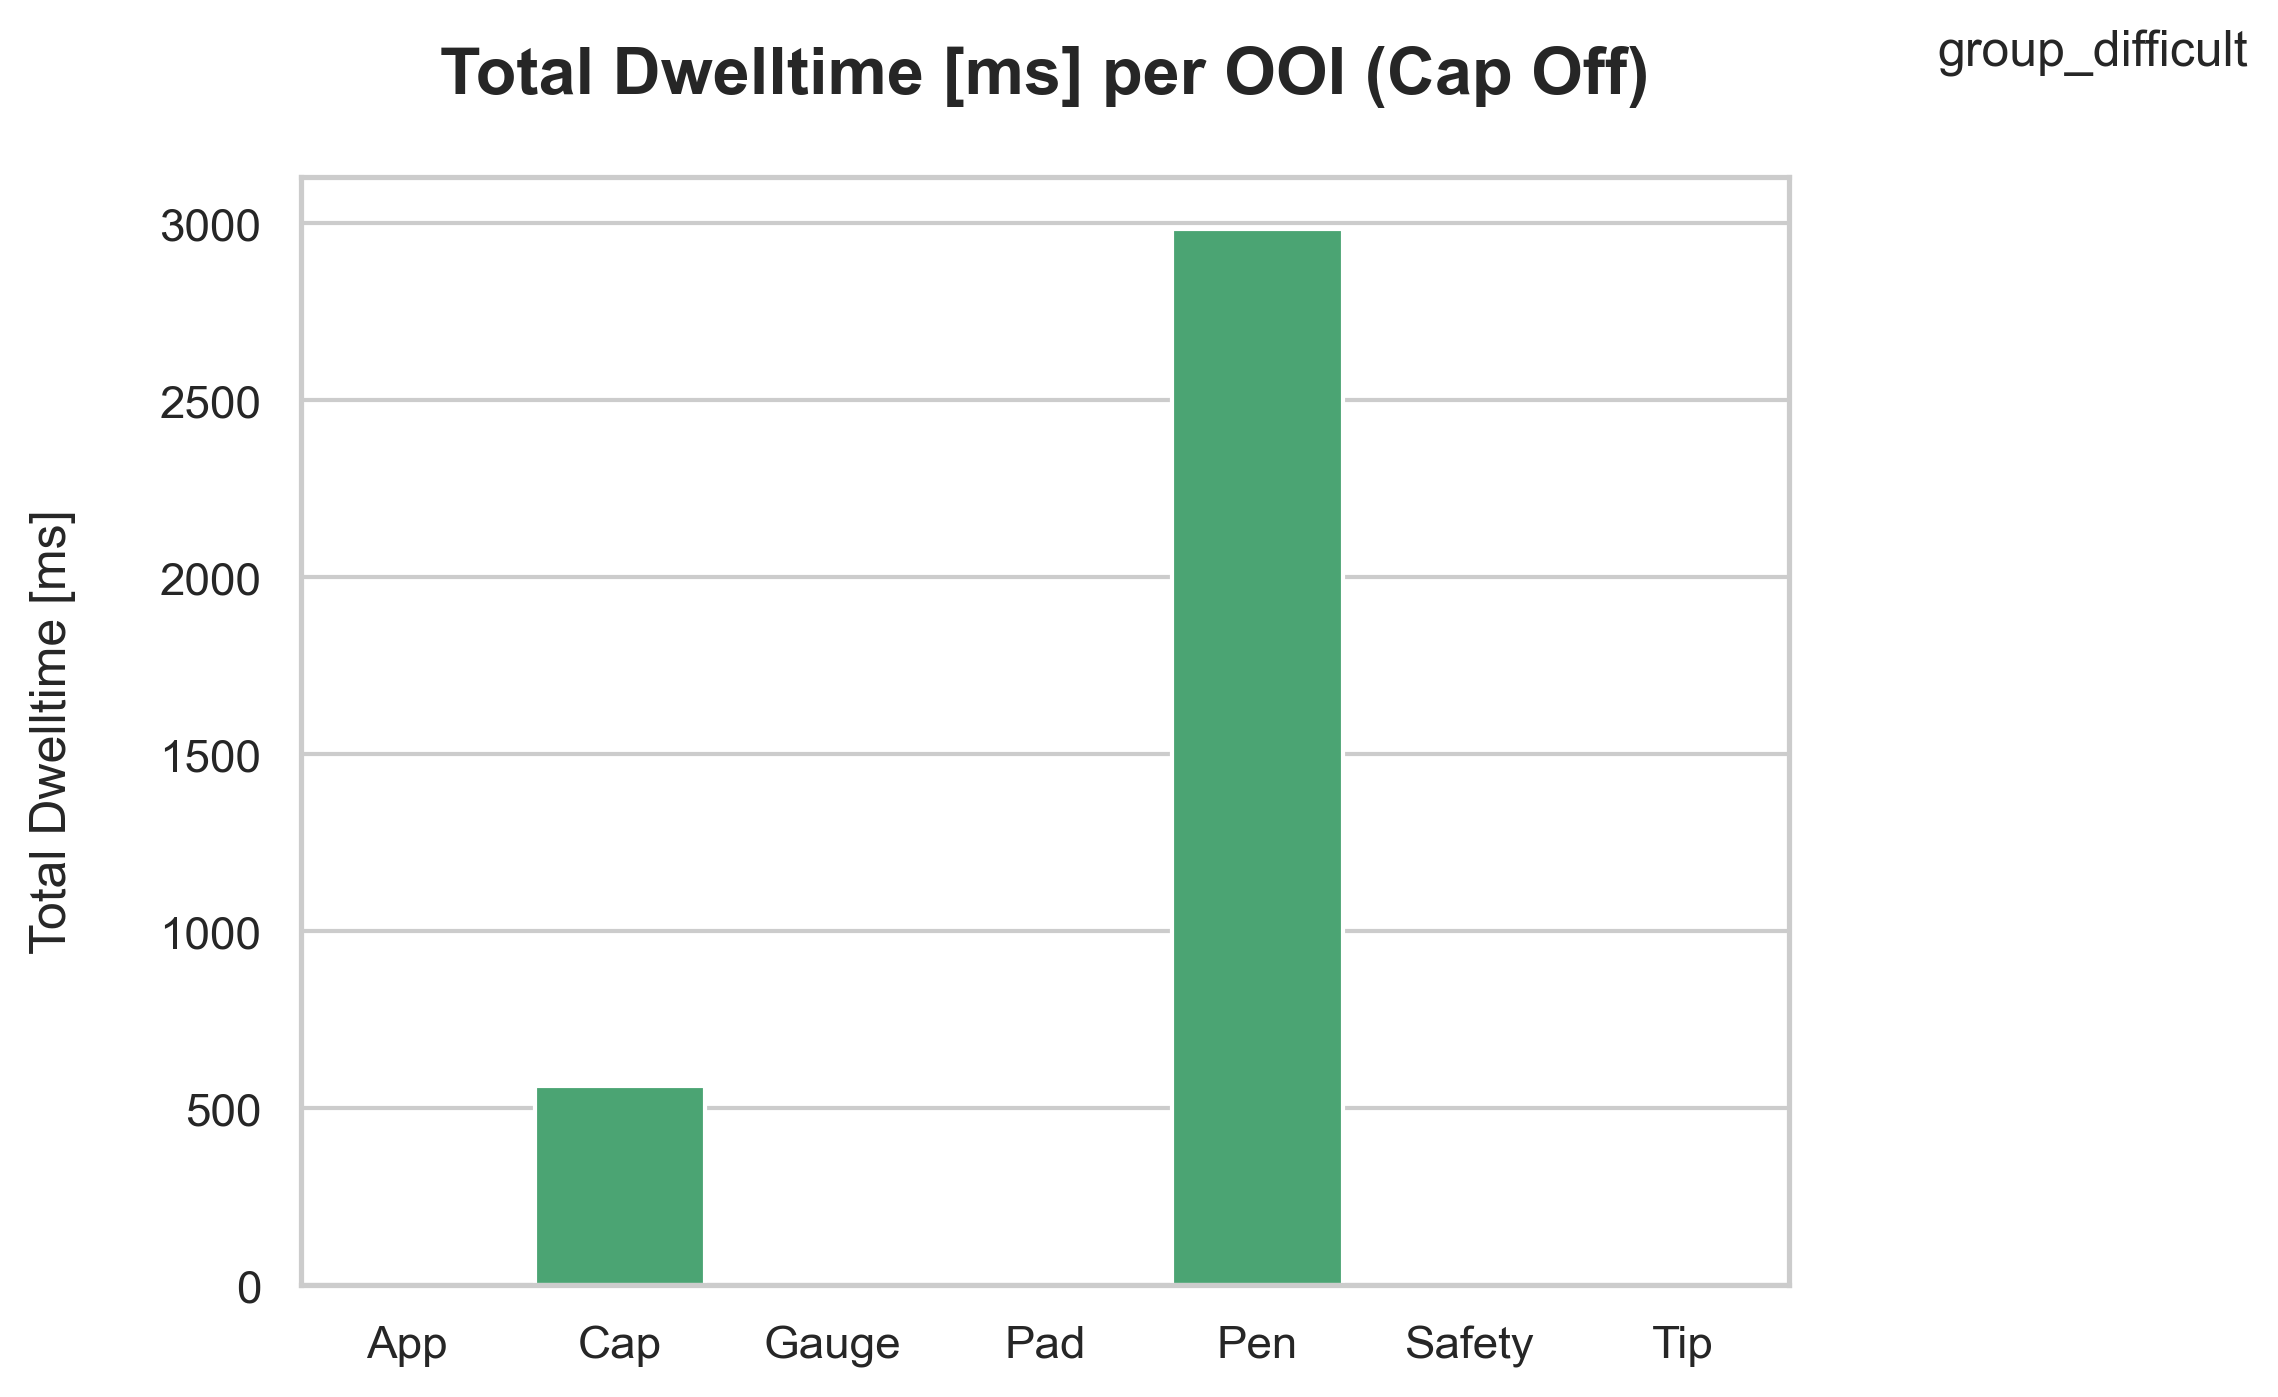 group_difficult
Total Dwelltime [ms] per OOI (Cap Off)
Total Dwelltime [ms]
3000
2500
2000
1500
1000
500
0
App Cap Gauge Pad Pen Safety Tip